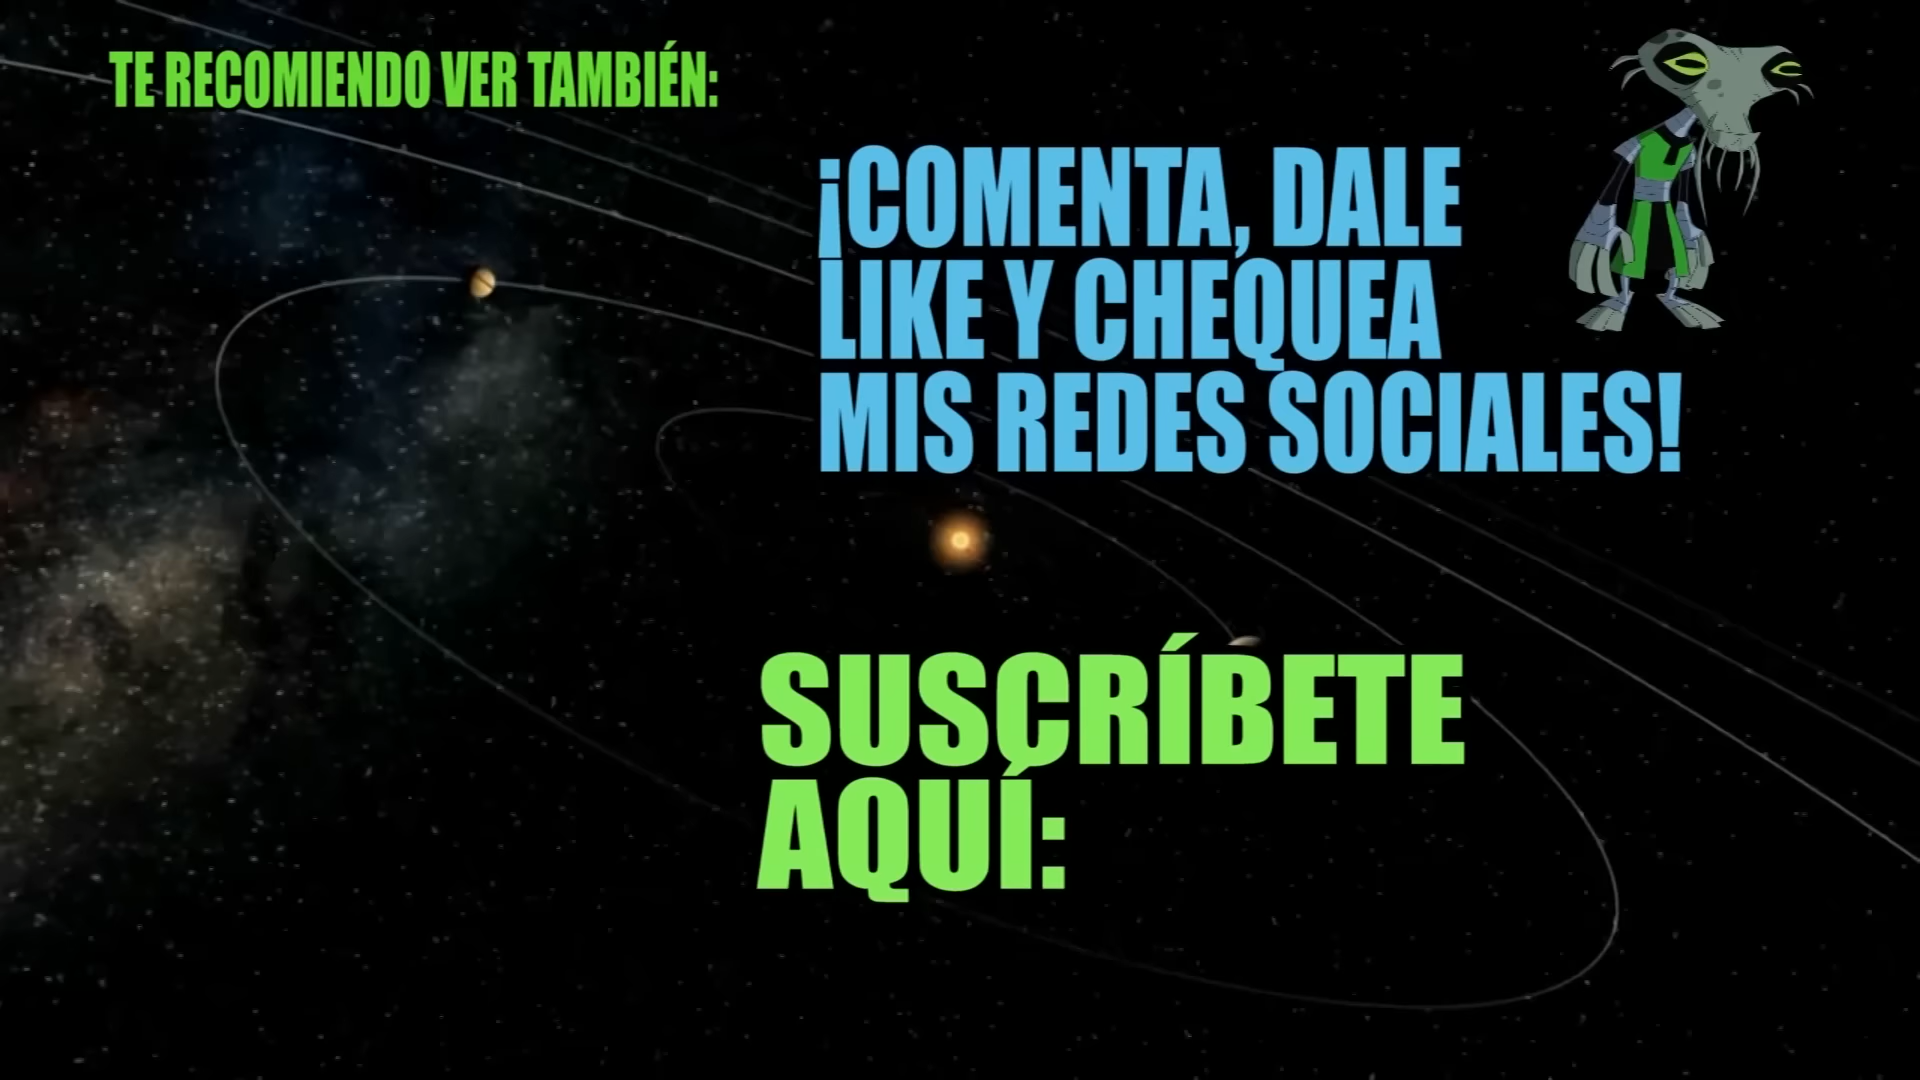 TE RECOMIENDO VER TAMBIÉN:
¡COMENTA, DALE
LIKE Y CHEQUEA
MIS REDES SOCIALES!
SUSCRÍBETE
AQUÍ: